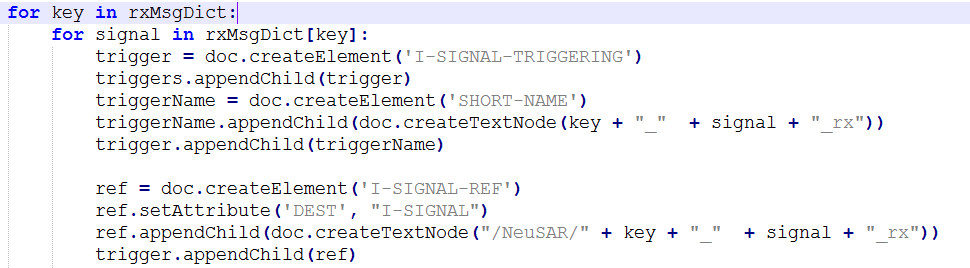 for key in rxMsgDict:
    for signal in rxMsgDict[key]:
        trigger = doc.createElement('I-SIGNAL-TRIGGERING')
        triggers.appendChild(trigger)
        triggerName = doc.createElement('SHORT-NAME')
        triggerName.appendChild(doc.createTextNode(key + "_"  + signal + "_rx"))
        trigger.appendChild(triggerName)

        ref = doc.createElement('I-SIGNAL-REF')
        ref.setAttribute('DEST', "I-SIGNAL")
        ref.appendChild(doc.createTextNode("/NeuSAR/" + key + "_"  + signal + "_rx"))
        trigger.appendChild(ref)